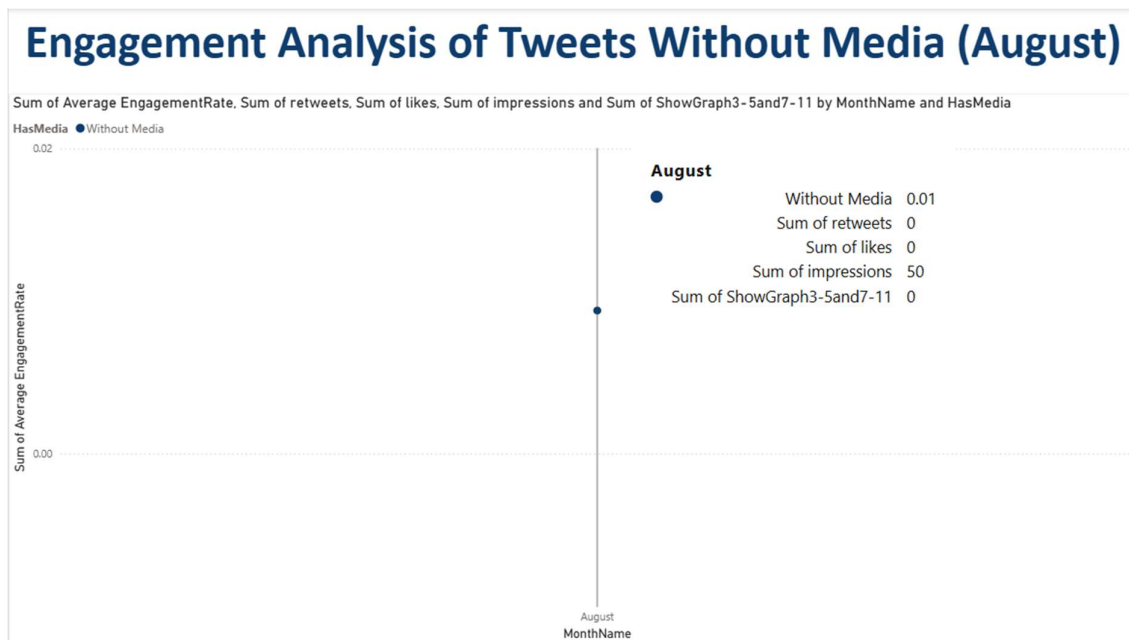 Engagement Analysis of Tweets Without Media (August)
Sum of Average EngagementRate, Sum of retweets, Sum of likes, Sum of impressions and Sum of ShowGraph3-5and7-11 by MonthName and HasMedia
HasMedia Without Media
0.02
August
Without Media 0.01
Sum of retweets 0
Sum of likes 0
Sum of impressions 50
Sum of ShowGraph3-5and7-11 0
Sum of Average EngagementRate
0.00
August
MonthName